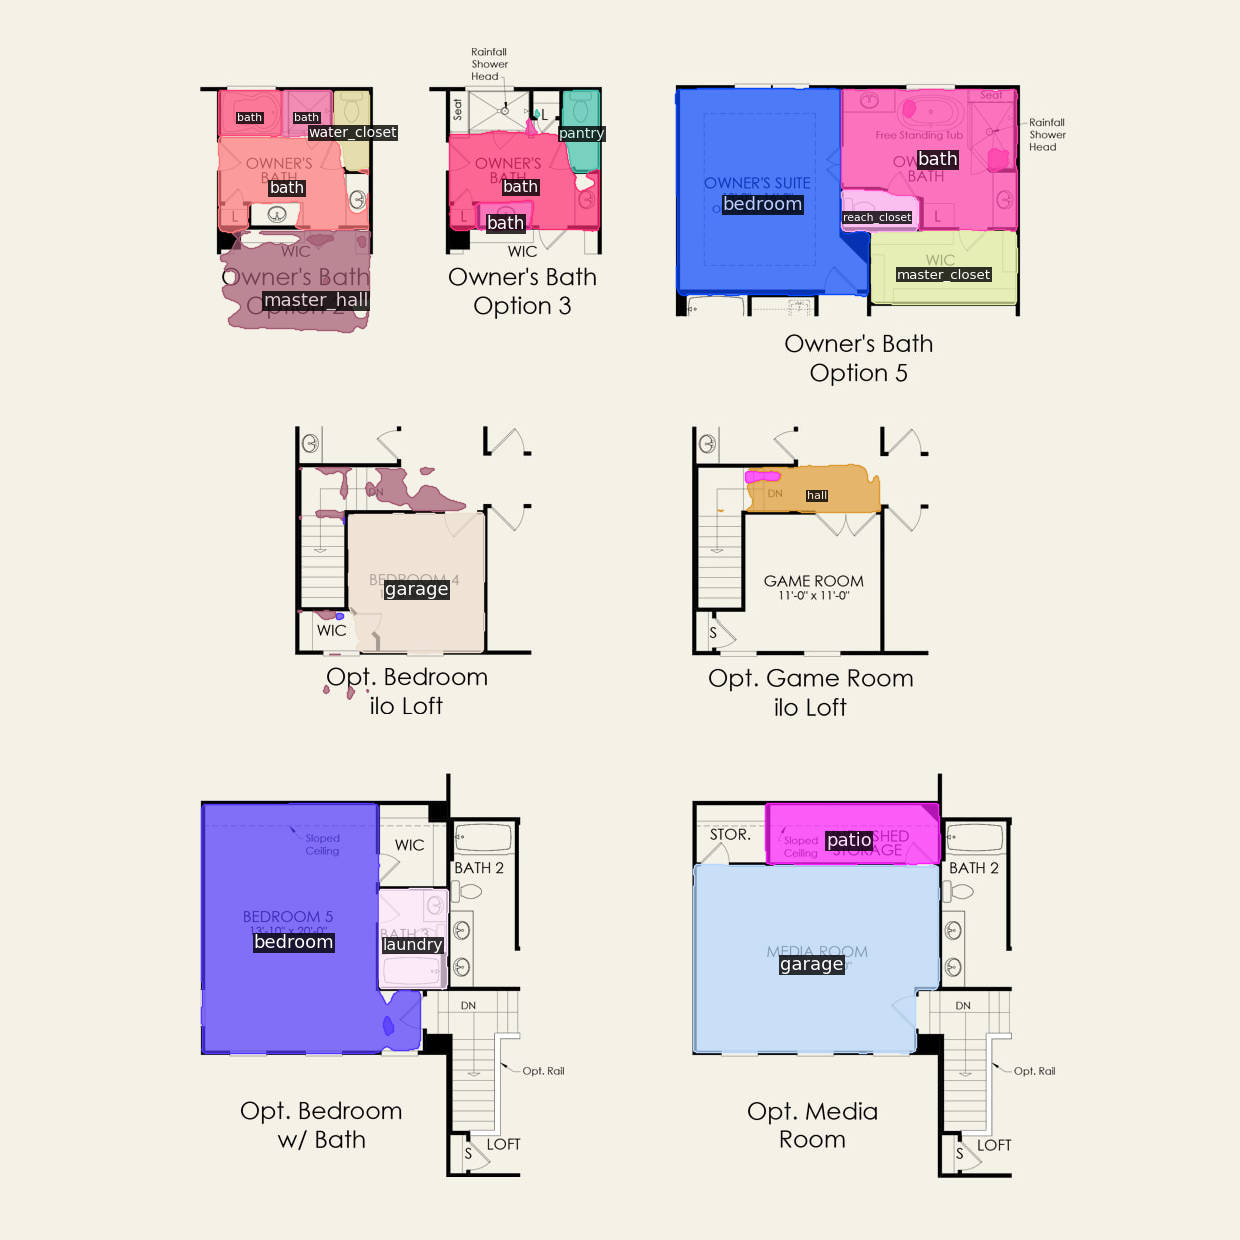 Rainfall
Shower
Head
bath
bath
water_closet
OWNER'S
BATH
bath
L
WIC
Owner's Bath
Option 2
master_hall
Seat
L
pantry
OWNER'S
BATH
bath
L
bath
WIC
Owner's Bath
Option 3
Seat
Rainfall
Shower
Head
Free Standing Tub
OWNER'S SUITE
bedroom
bath
BATH
reach_closet
L
WIC
master_closet
Owner's Bath
Option 5
DN
BEDROOM 4
garage
WIC
Opt. Bedroom
ilo Loft
DN
hall
GAME ROOM
11'-0" x 11'-0"
S
Opt. Game Room
ilo Loft
Sloped
Ceiling
WIC
BATH 2
BEDROOM 5
13'-10" x 20'-0"
bedroom
BATH 3
laundry
DN
Opt. Rail
LOFT
S
Opt. Bedroom
w/ Bath
STOR.
Sloped
Ceiling
patio
STORAGE
BATH 2
MEDIA ROOM
garage
DN
Opt. Rail
LOFT
S
Opt. Media
Room